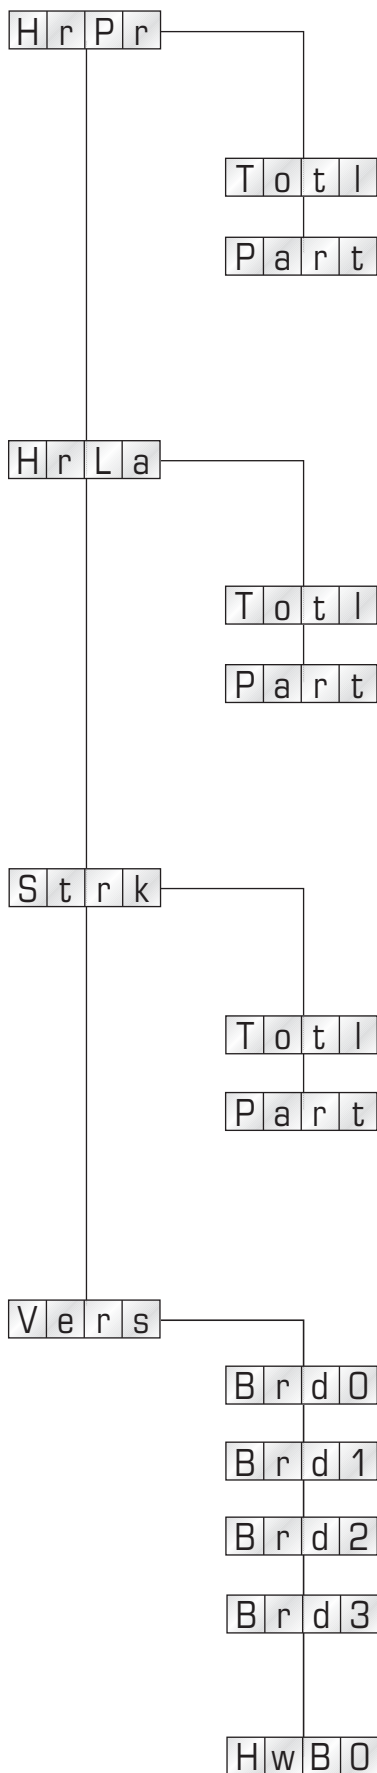 HrPr
Totl
Part
HrLa
Totl
Part
Strk
Totl
Part
Vers
Brd0
Brd1
Brd2
Brd3
HwB0